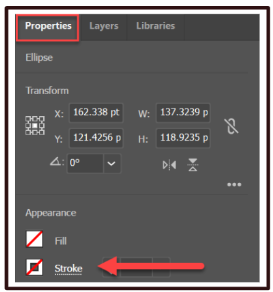 Properties Layers Libraries
Ellipse
Transform
X: 162.338 pt W: 137.3239 p
Y: 121.4256 p H: 118.9235 p
0°
Appearance
Fill
Stroke